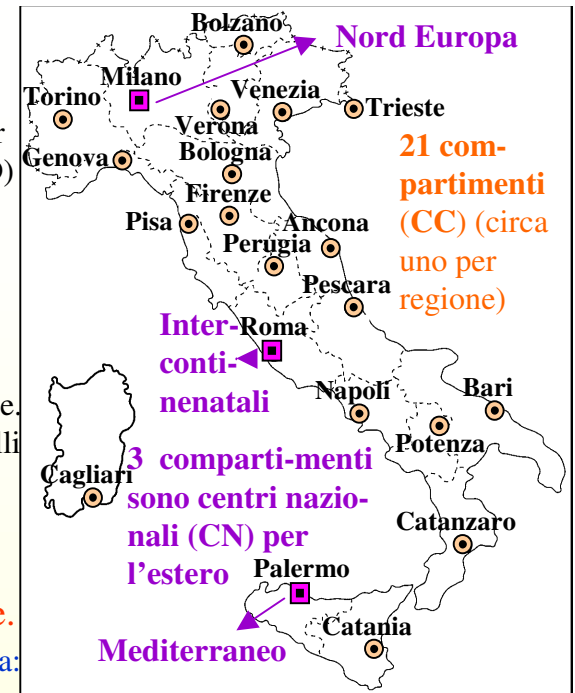 Bolzano
Nord Europa
Milano
Torino
Venezia
Trieste
Verona
r
Bologna
21 com-
Genova
)
partimenti
Firenze
(CC) (circa
Pisa
Ancona
uno per
Perugia
regione)
Pescara
Inter-
Roma
conti-
nenatali
Napoli
Bari
e.
lli
Potenza
Cagliari
3 comparti-menti
sono centri nazio-
nali (CN) per
l'estero
Catanzaro
Palermo
e.
Catania
Mediterraneo
a: